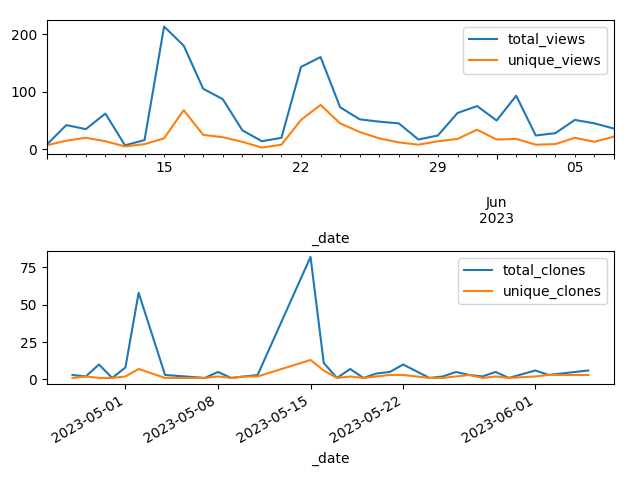 200
total_views
unique_views
100
0
15
22
29
05
Jun
2023
_date
75
total_clones
unique_clones
50
25
0
2023-05-01
2023-05-08
2023-05-15
2023-05-22
2023-06-01
_date